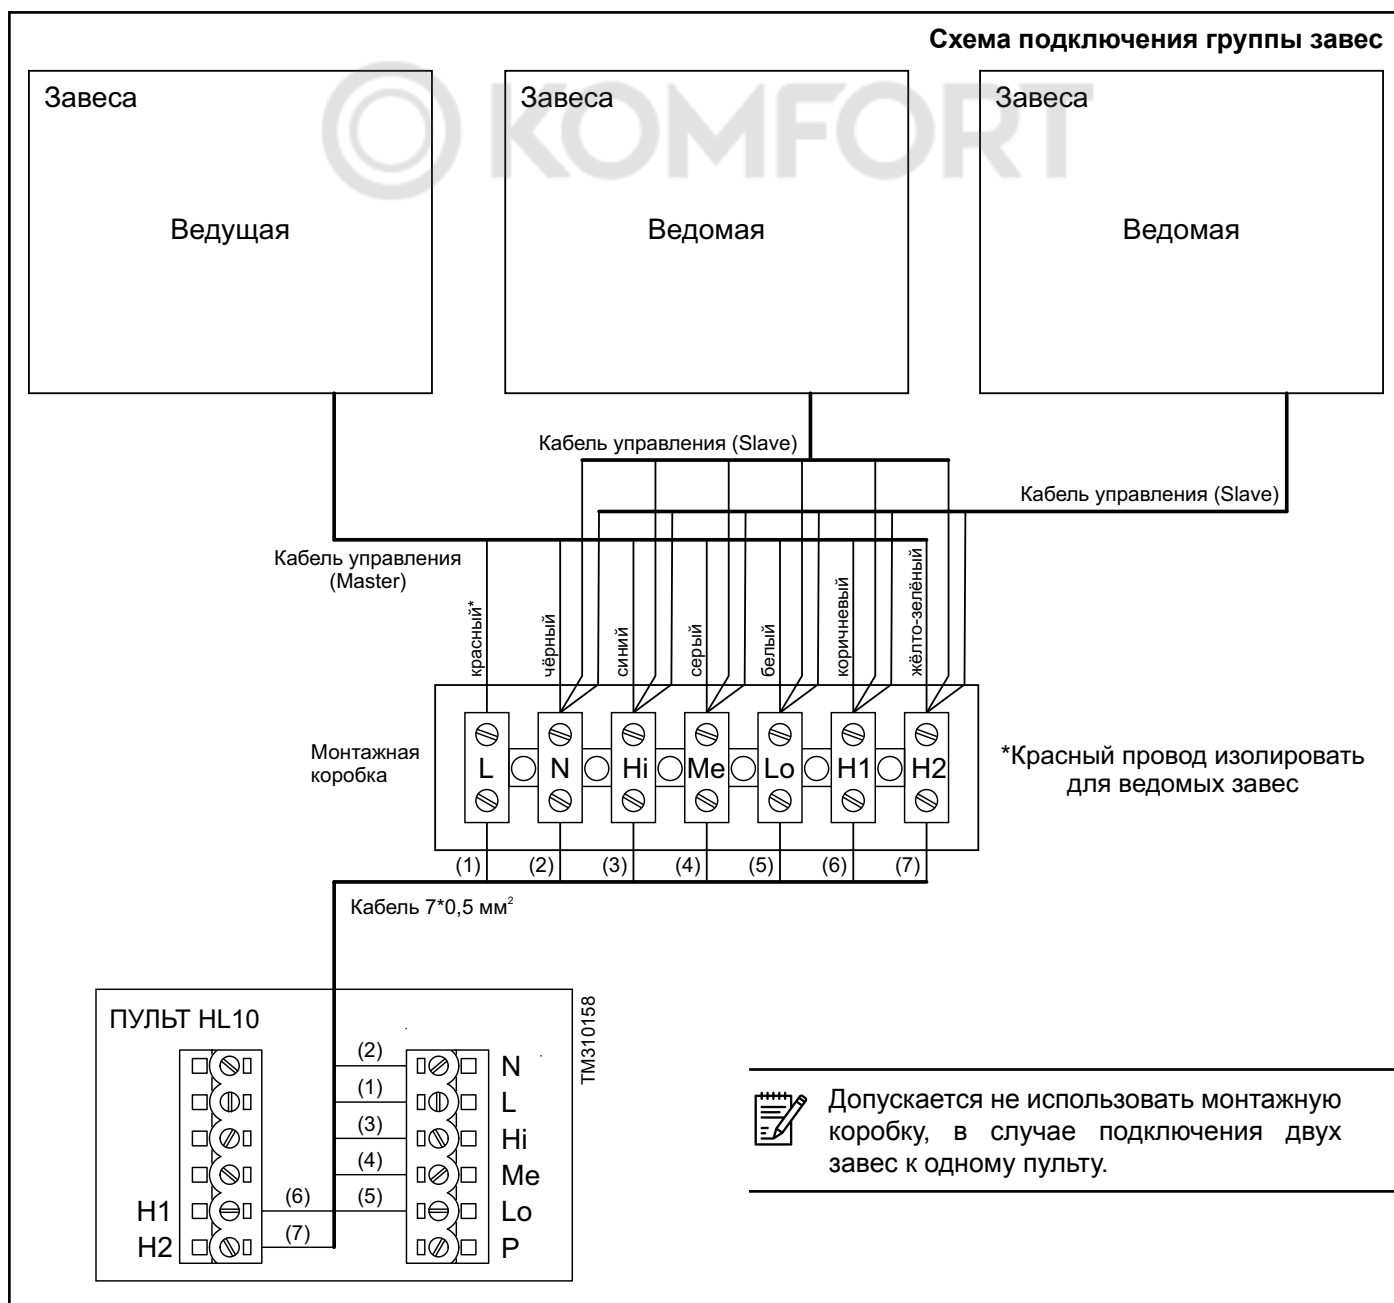 Схема подключения группы завес
KOMFORT
Завеса
Завеса
Завеса
Ведущая
Ведомая
Ведомая
Кабель управления (Slave)
Кабель управления (Slave)
Кабель управления
(Master)
красный*
чёрный
синий
серый
белый
коричневый
жёлто-зелёный
Монтажная
коробка
L N Hi Me Lo H1 H2
*Красный провод изолировать
для ведомых завес
(1) (2) (3) (4) (5) (6) (7)
Кабель 7*0,5 мм²
ПУЛЬТ HL10
TM310158
(2) N
(1) L
(3) Hi
(4) Me
H1 (6) (5) Lo
H2 (7) P
Допускается не использовать монтажную
коробку, в случае подключения двух
завес к одному пульту.